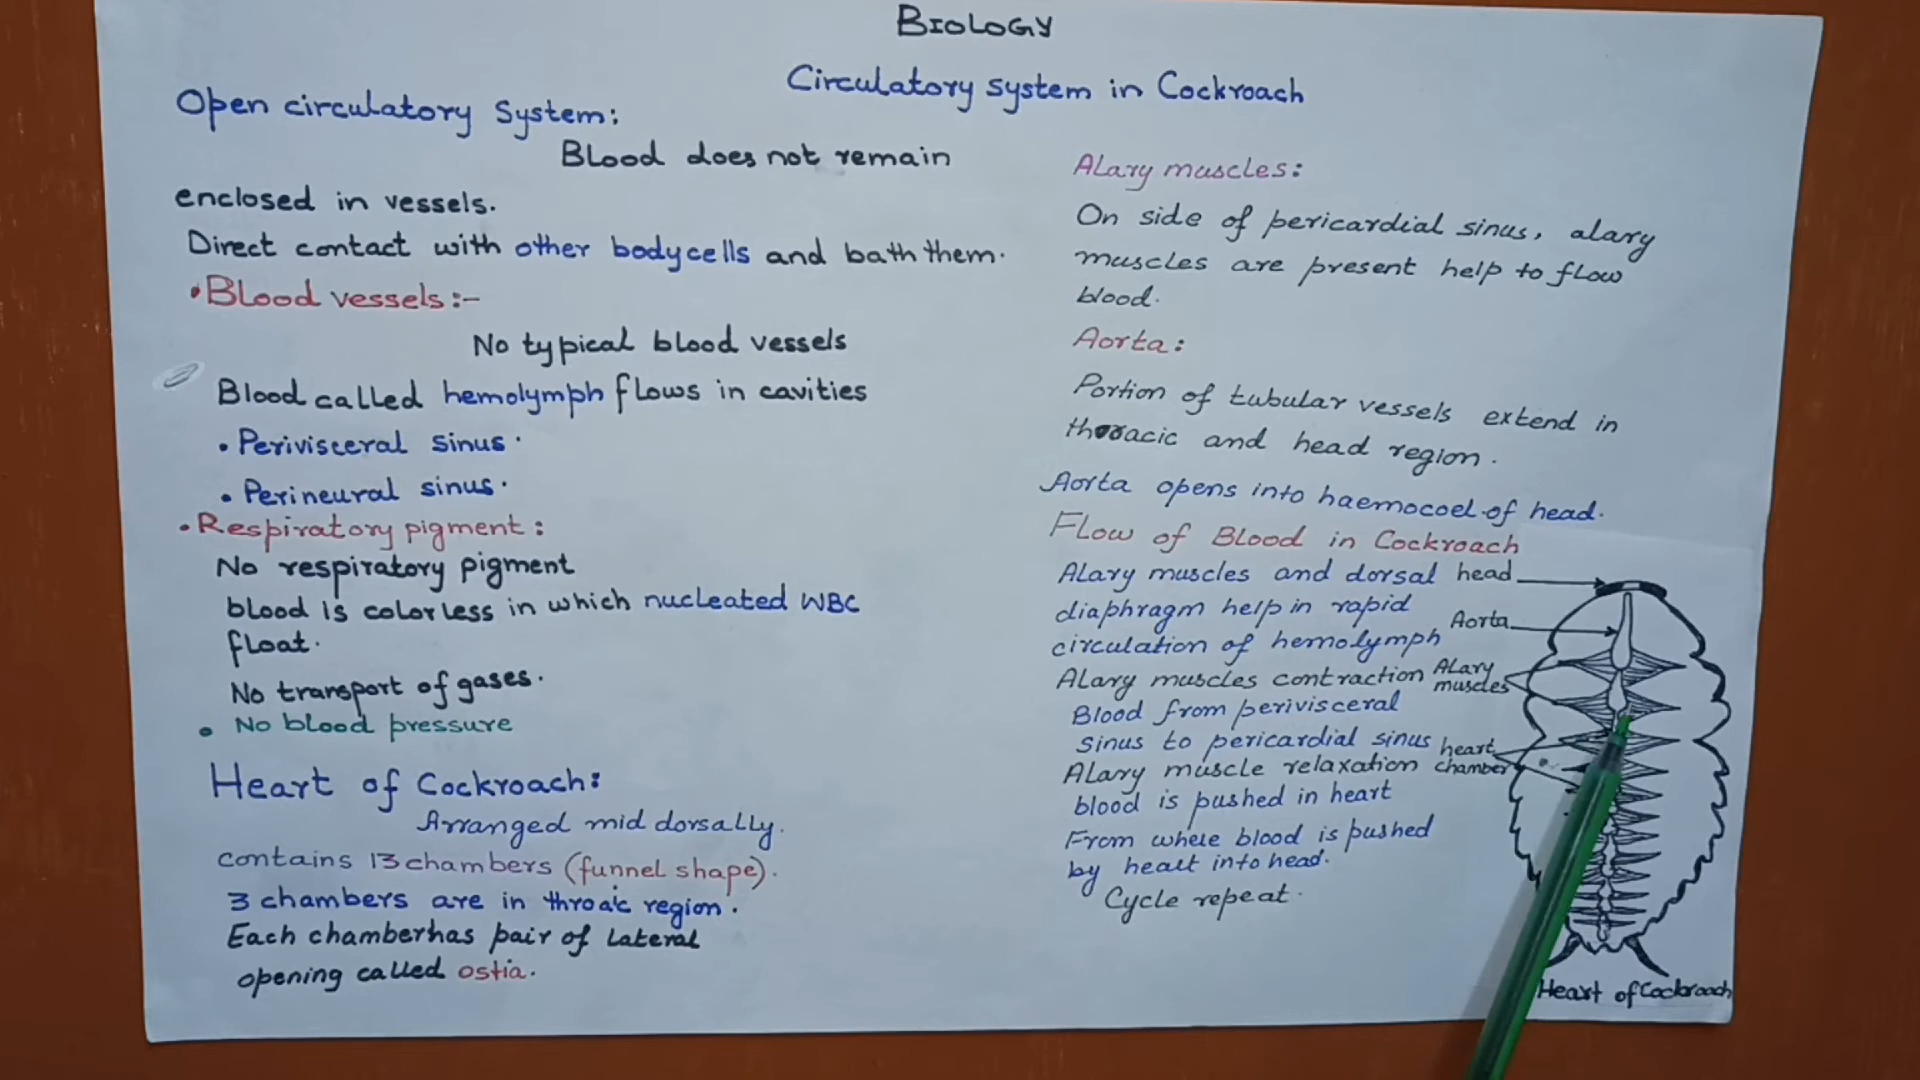 BIOLOGY
Circulatory system in Cockroach
Open circulatory System:
Blood does not remain
enclosed in vessels.
Direct contact with other bodycells and bath them.
• Blood vessels:-
No typical blood vessels
Blood called hemolymph flows in cavities
• Perivisceral sinus.
• Perineural sinus.
• Respiratory pigment:
No respiratory pigment
blood is colorless in which nucleated WBC
float.
No transport of gases.
• No blood pressure
Heart of Cockroach:
Arranged mid dorsally.
contains 13 chambers (funnel shape).
3 chambers are in throaic region.
Each chamber has pair of lateral
opening called ostia.
Alary muscles:
On side of pericardial sinus, alary
muscles are present help to flow
blood.
Aorta:
Portion of tubular vessels extend in
thoracic and head region.
Aorta opens into haemocoel of head.
Flow of Blood in Cockroach
Alary muscles and dorsal
diaphragm help in rapid
circulation of hemolymph
Alary muscles contraction
Blood from perivisceral
sinus to pericardial sinus
Alary muscle relaxation
blood is pushed in heart
From where blood is pushed
by heart into head.
Cycle repeat.
head
Aorta
Alary
muscles
heart
chamber
Heart of Cockroach